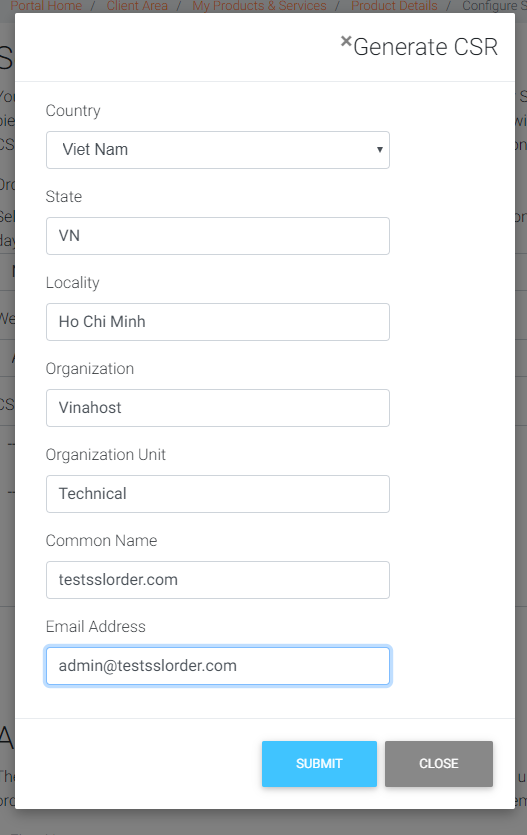 Portal Home / Client Area / My Products & Services / Product Details / Configure S
×Generate CSR
Country
Viet Nam
State
VN
Locality
Ho Chi Minh
Organization
Vinahost
Organization Unit
Technical
Common Name
testsslorder.com
Email Address
admin@testsslorder.com
SUBMIT CLOSE